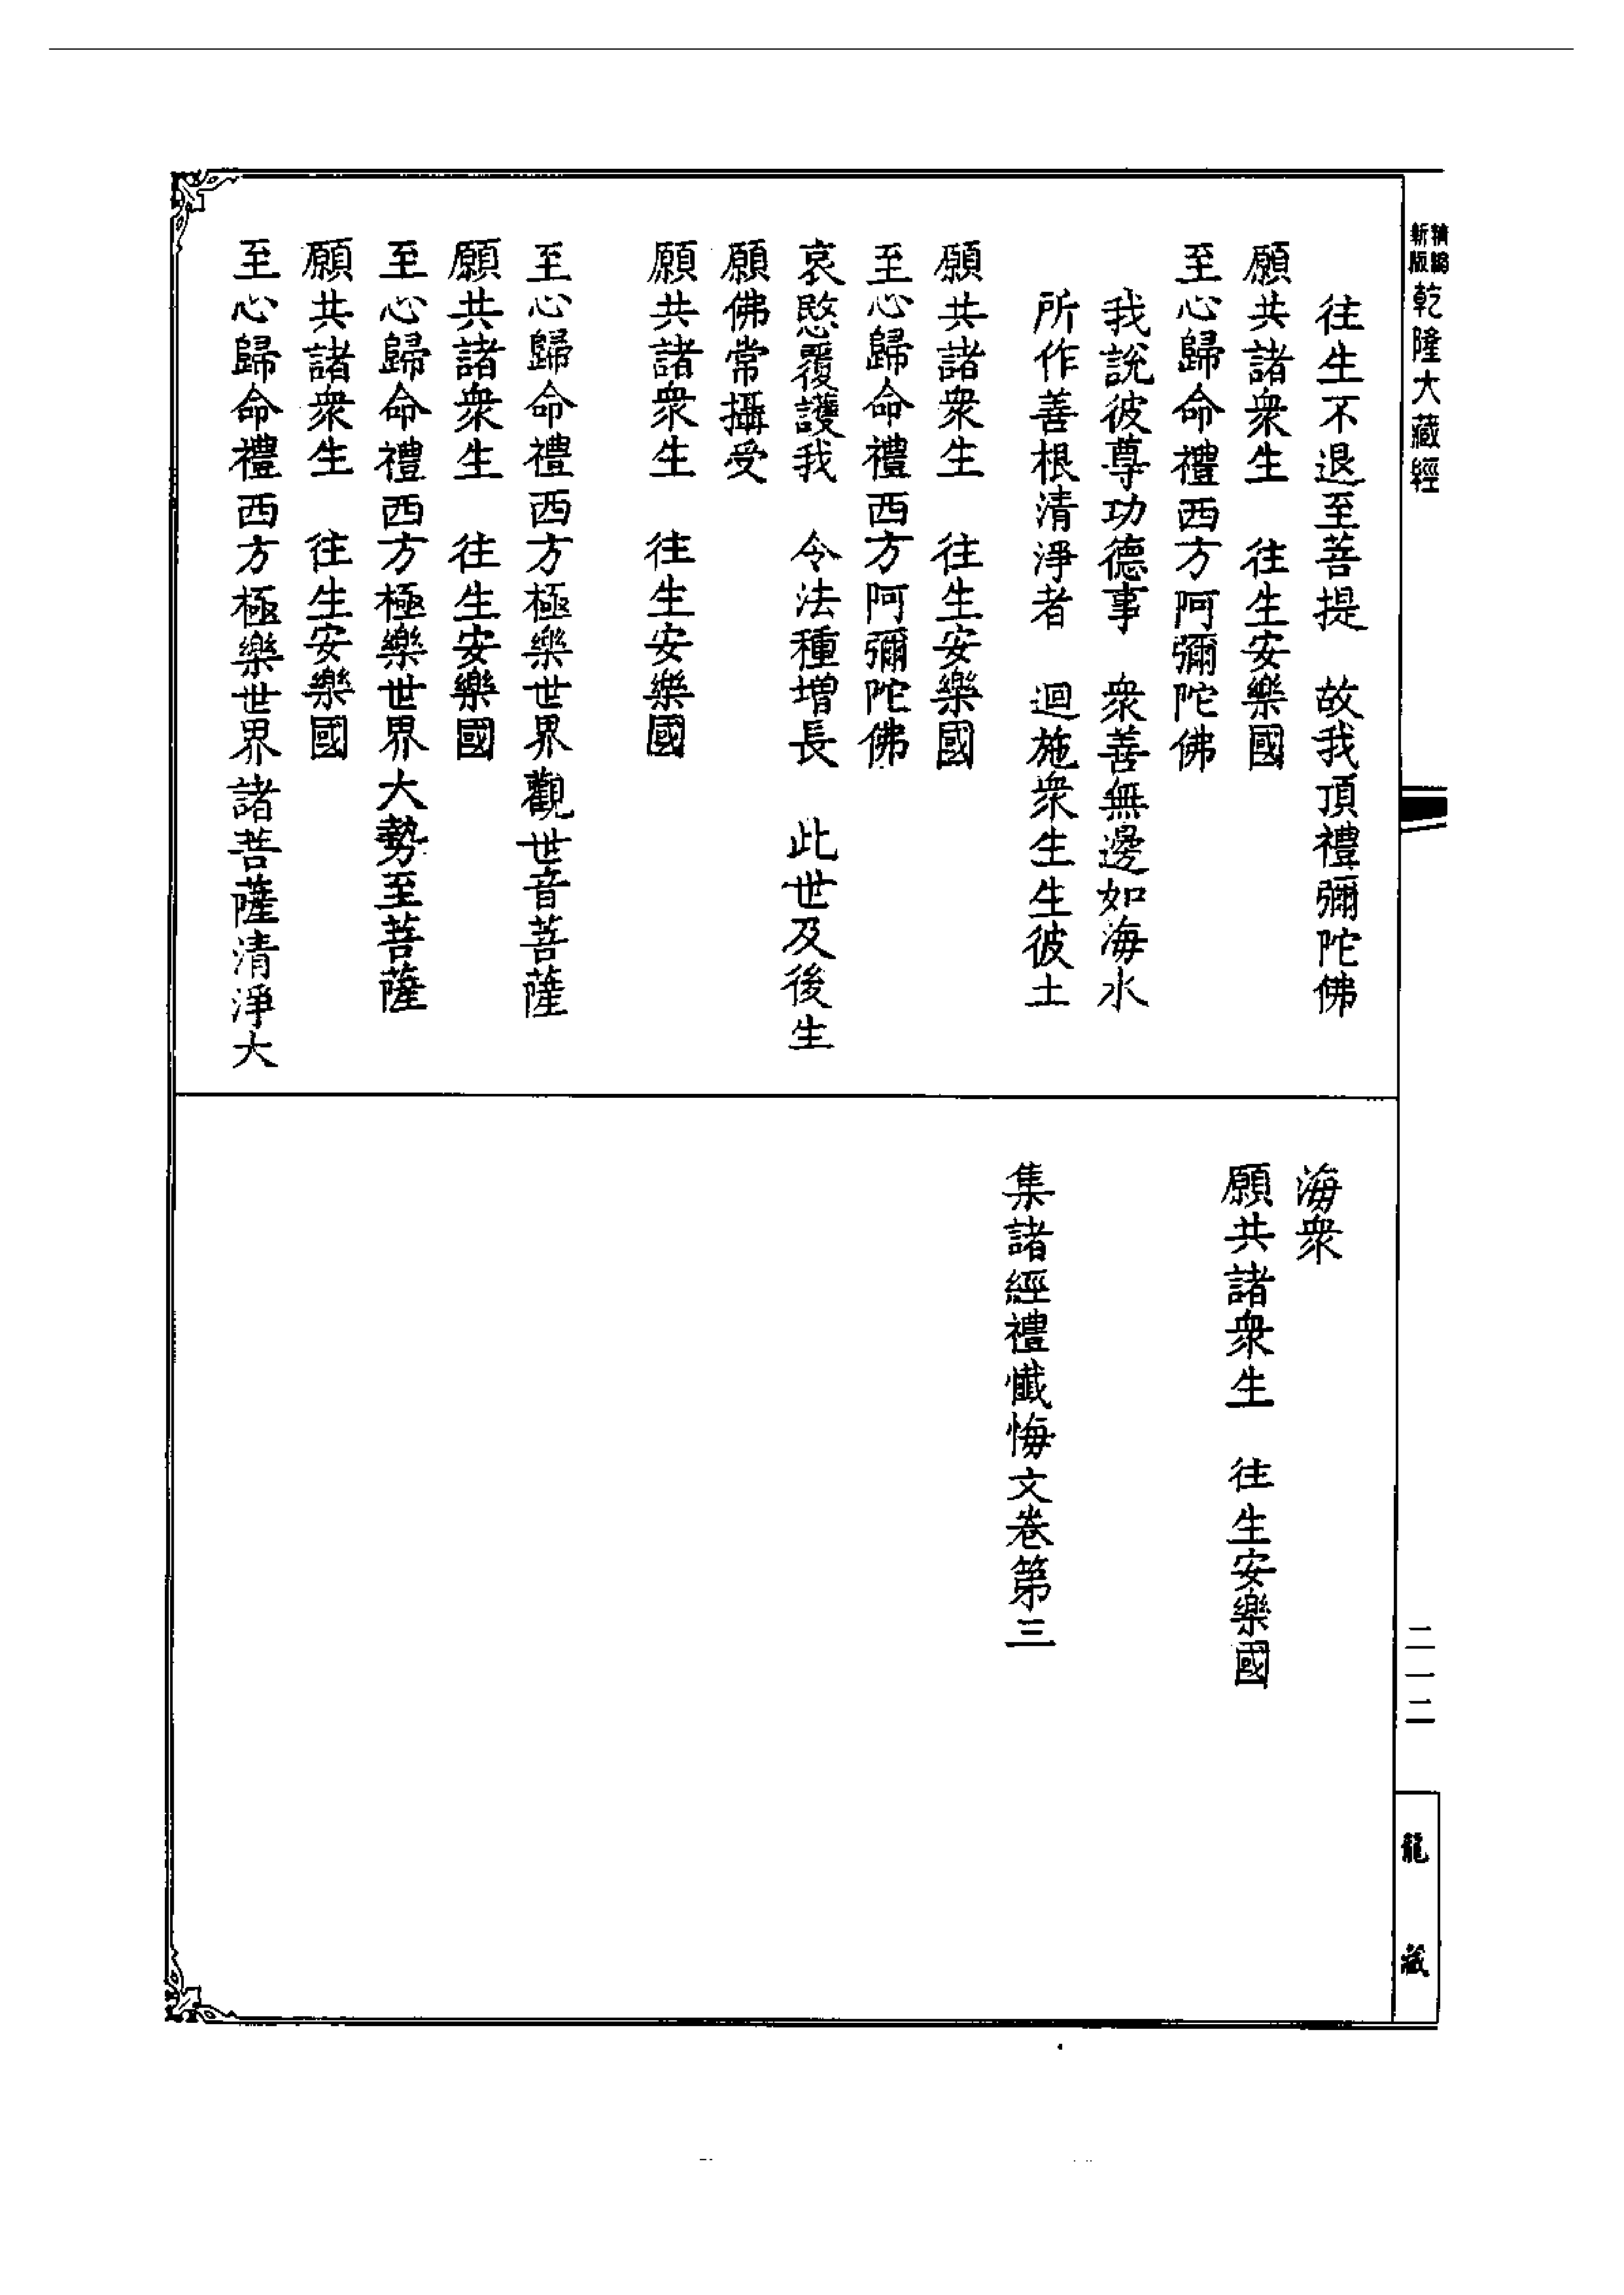 新版
精縮
乾隆大藏經
往生不退至菩提　故我頂禮彌陀佛
願共諸衆生　往生安樂國
至心歸命禮西方阿彌陀佛
我說彼尊功德事　衆善無邊如海水
所作善根清淨者　迴施衆生生彼土
願共諸衆生　往生安樂國
至心歸命禮西方阿彌陀佛
哀愍覆護我　令法種增長　此世及後生
願佛常攝受
願共諸衆生　往生安樂國
至心歸命禮西方極樂世界觀世音菩薩
願共諸衆生　往生安樂國
至心歸命禮西方極樂世界大勢至菩薩
願共諸衆生　往生安樂國
至心歸命禮西方極樂世界諸菩薩清淨大
海衆
願共諸衆生　往生安樂國
集諸經禮懺悔文卷第三
二一二
龍藏